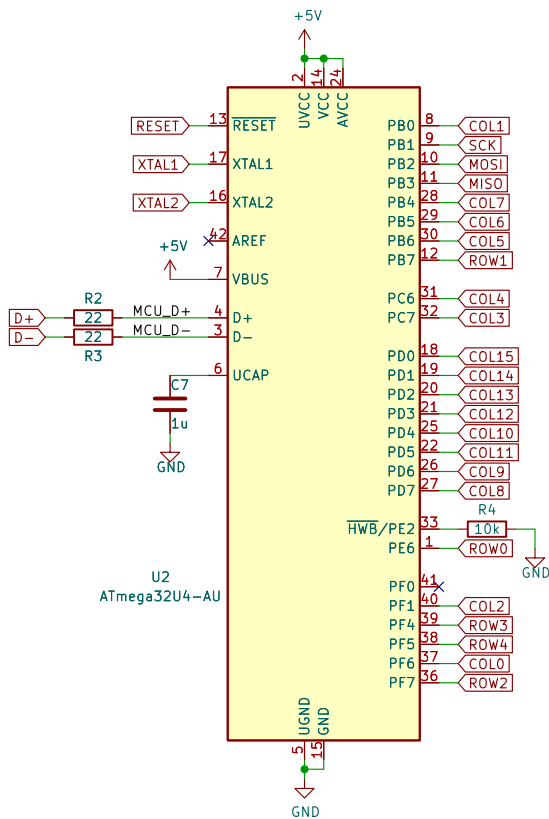 +5V
2 14 24
UVCC VCC AVCC
RESET 13 RESET
XTAL1 17 XTAL1
XTAL2 16 XTAL2
42 AREF
+5V
7 VBUS
R2
D+ 22 MCU_D+ 4 D+
D- 22 MCU_D- 3 D-
R3
6 UCAP
C7
1u
GND
PB0 8 COL1
PB1 9 SCK
PB2 10 MOSI
PB3 11 MISO
PB4 28 COL7
PB5 29 COL6
PB6 30 COL5
PB7 12 ROW1
PC6 31 COL4
PC7 32 COL3
PD0 18 COL15
PD1 19 COL14
PD2 20 COL13
PD3 21 COL12
PD4 25 COL10
PD5 22 COL11
PD6 26 COL9
PD7 27 COL8
R4
HWB/PE2 33 10k
PE6 1 ROW0
GND
PF0 41
PF1 40 COL2
PF4 39 ROW3
PF5 38 ROW4
PF6 37 COL0
PF7 36 ROW2
U2
ATmega32U4-AU
UGND GND
5 15
GND